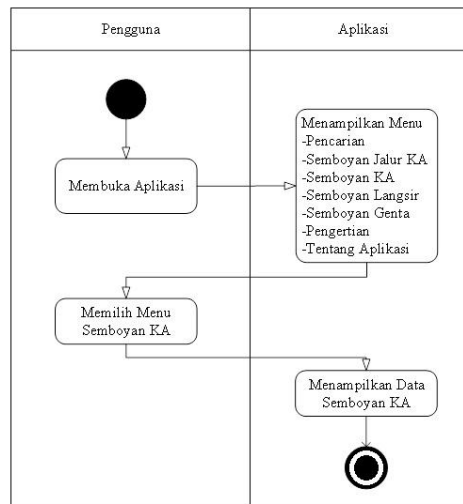 Pengguna
Aplikasi
Menampilkan Menu
-Pencarian
-Semboyan Jalur KA
-Semboyan KA
-Semboyan Langsir
-Semboyan Genta
-Pengertian
-Tentang Aplikasi
Membuka Aplikasi
Memilih Menu
Semboyan KA
Menampilkan Data
Semboyan KA